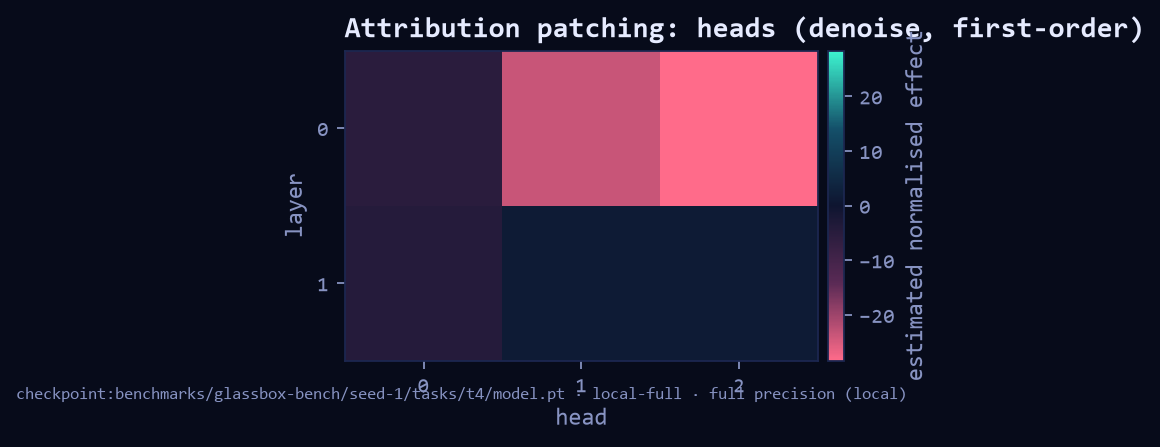 Attribution patching: heads (denoise, first-order)
layer
0
1
0
1
2
head
20
10
0
−10
−20
estimated normalised effect
checkpoint:benchmarks/glassbox-bench/seed-1/tasks/t4/model.pt · local-full · full precision (local)